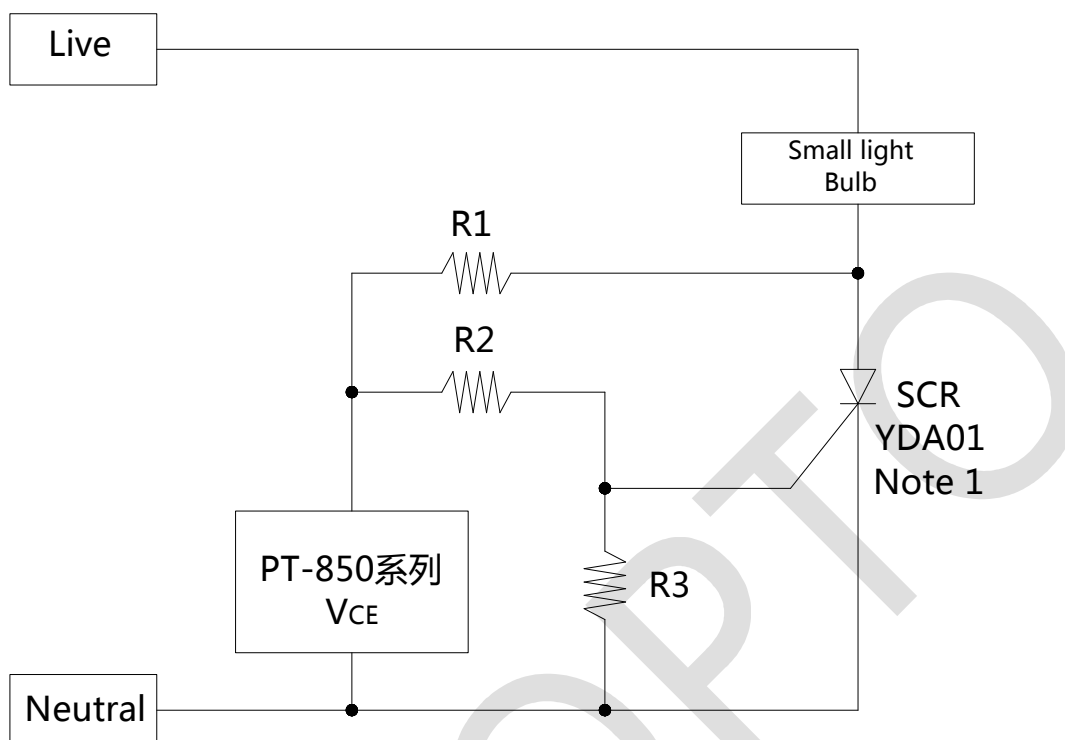 Live
Small light
Bulb
R1
R2
SCR
YDA01
Note 1
PT-850系列
VCE
R3
Neutral
OPTO